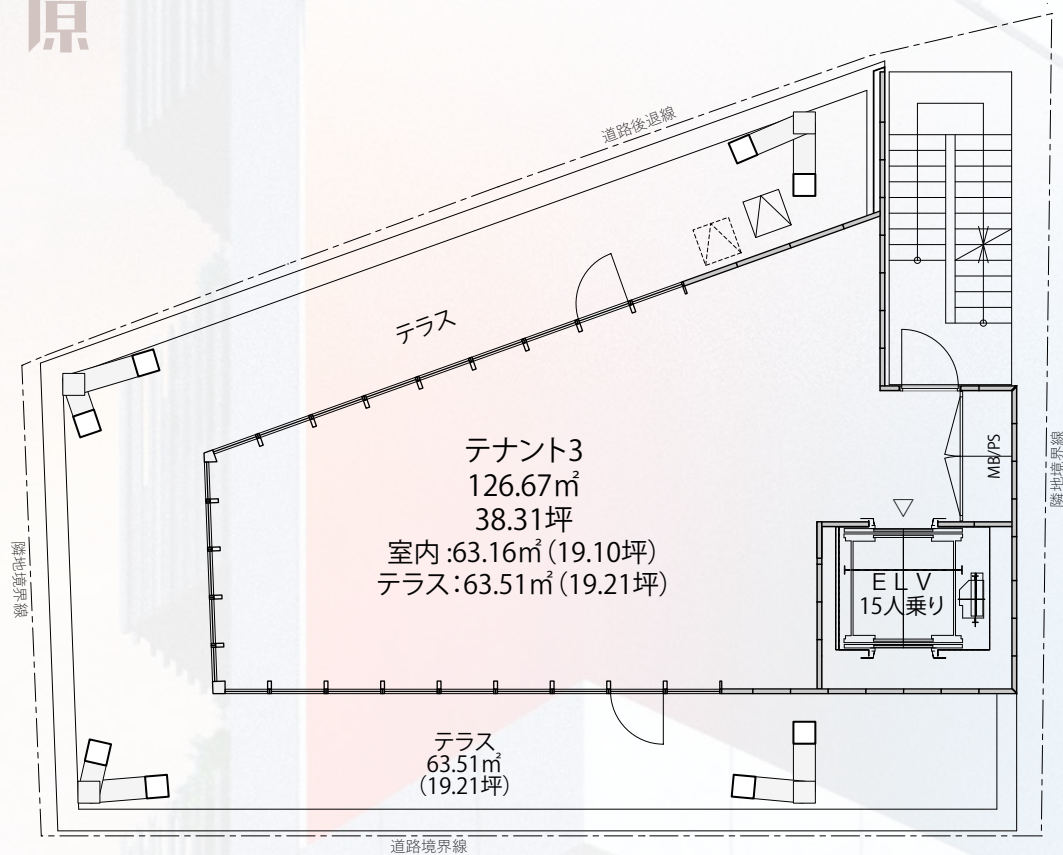 原
道路後退線
テラス
テナント3
126.67㎡
38.31坪
室内:63.16㎡(19.10坪)
テラス:63.51㎡(19.21坪)
MB/PS
隣地境界線
ELV
15人乗り
隣地境界線
テラス
63.51㎡
(19.21坪)
道路境界線